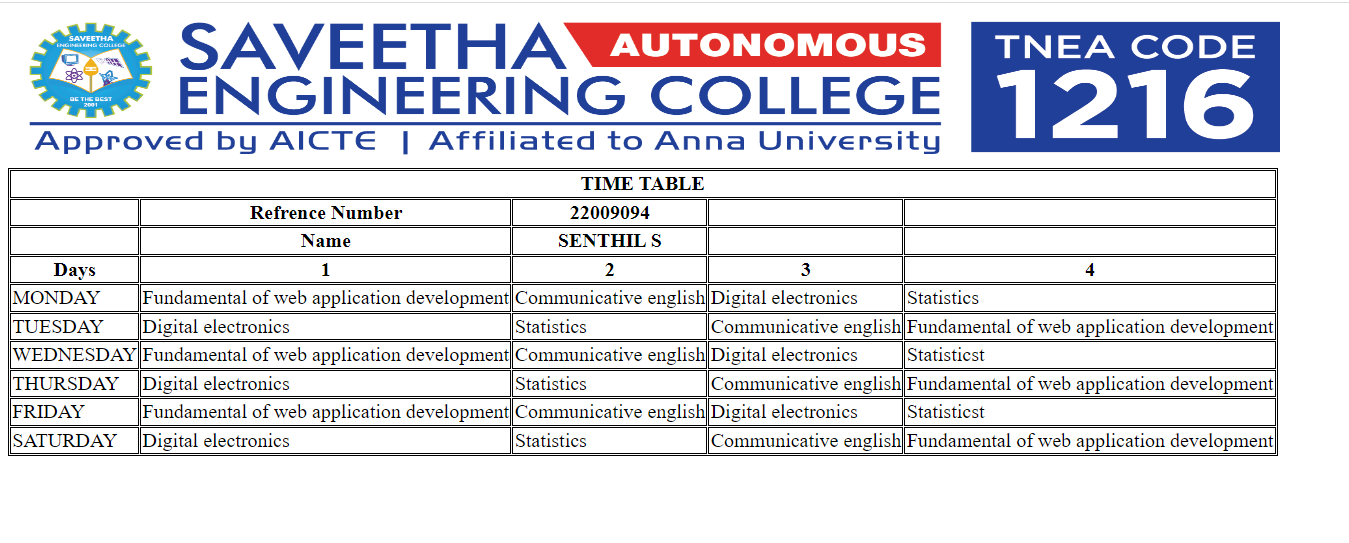 SAVEETHA
ENGINEERING COLLEGE
BE THE BEST
2001
SAVEETHA AUTONOMOUS
ENGINEERING COLLEGE
Approved by AICTE | Affiliated to Anna University
TNEA CODE
1216
TIME TABLE
Refrence Number 22009094
Name SENTHIL S
Days 1 2 3 4
MONDAY Fundamental of web application development Communicative english Digital electronics Statistics
TUESDAY Digital electronics Statistics Communicative english Fundamental of web application development
WEDNESDAY Fundamental of web application development Communicative english Digital electronics Statisticst
THURSDAY Digital electronics Statistics Communicative english Fundamental of web application development
FRIDAY Fundamental of web application development Communicative english Digital electronics Statisticst
SATURDAY Digital electronics Statistics Communicative english Fundamental of web application development